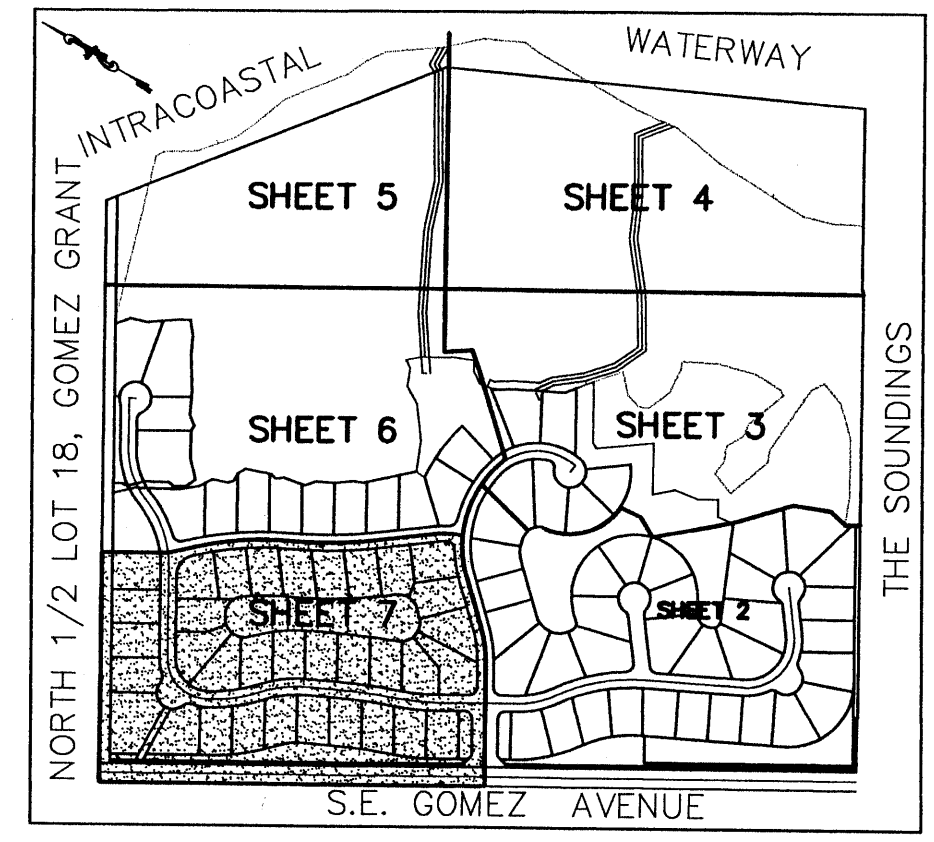 INTRACOASTAL
WATERWAY
SHEET 5
SHEET 4
NORTH 1/2 LOT 18, GOMEZ GRANT
THE SOUNDINGS
SHEET 6
SHEET 3
SHEET 7
SHEET 2
S.E. GOMEZ AVENUE